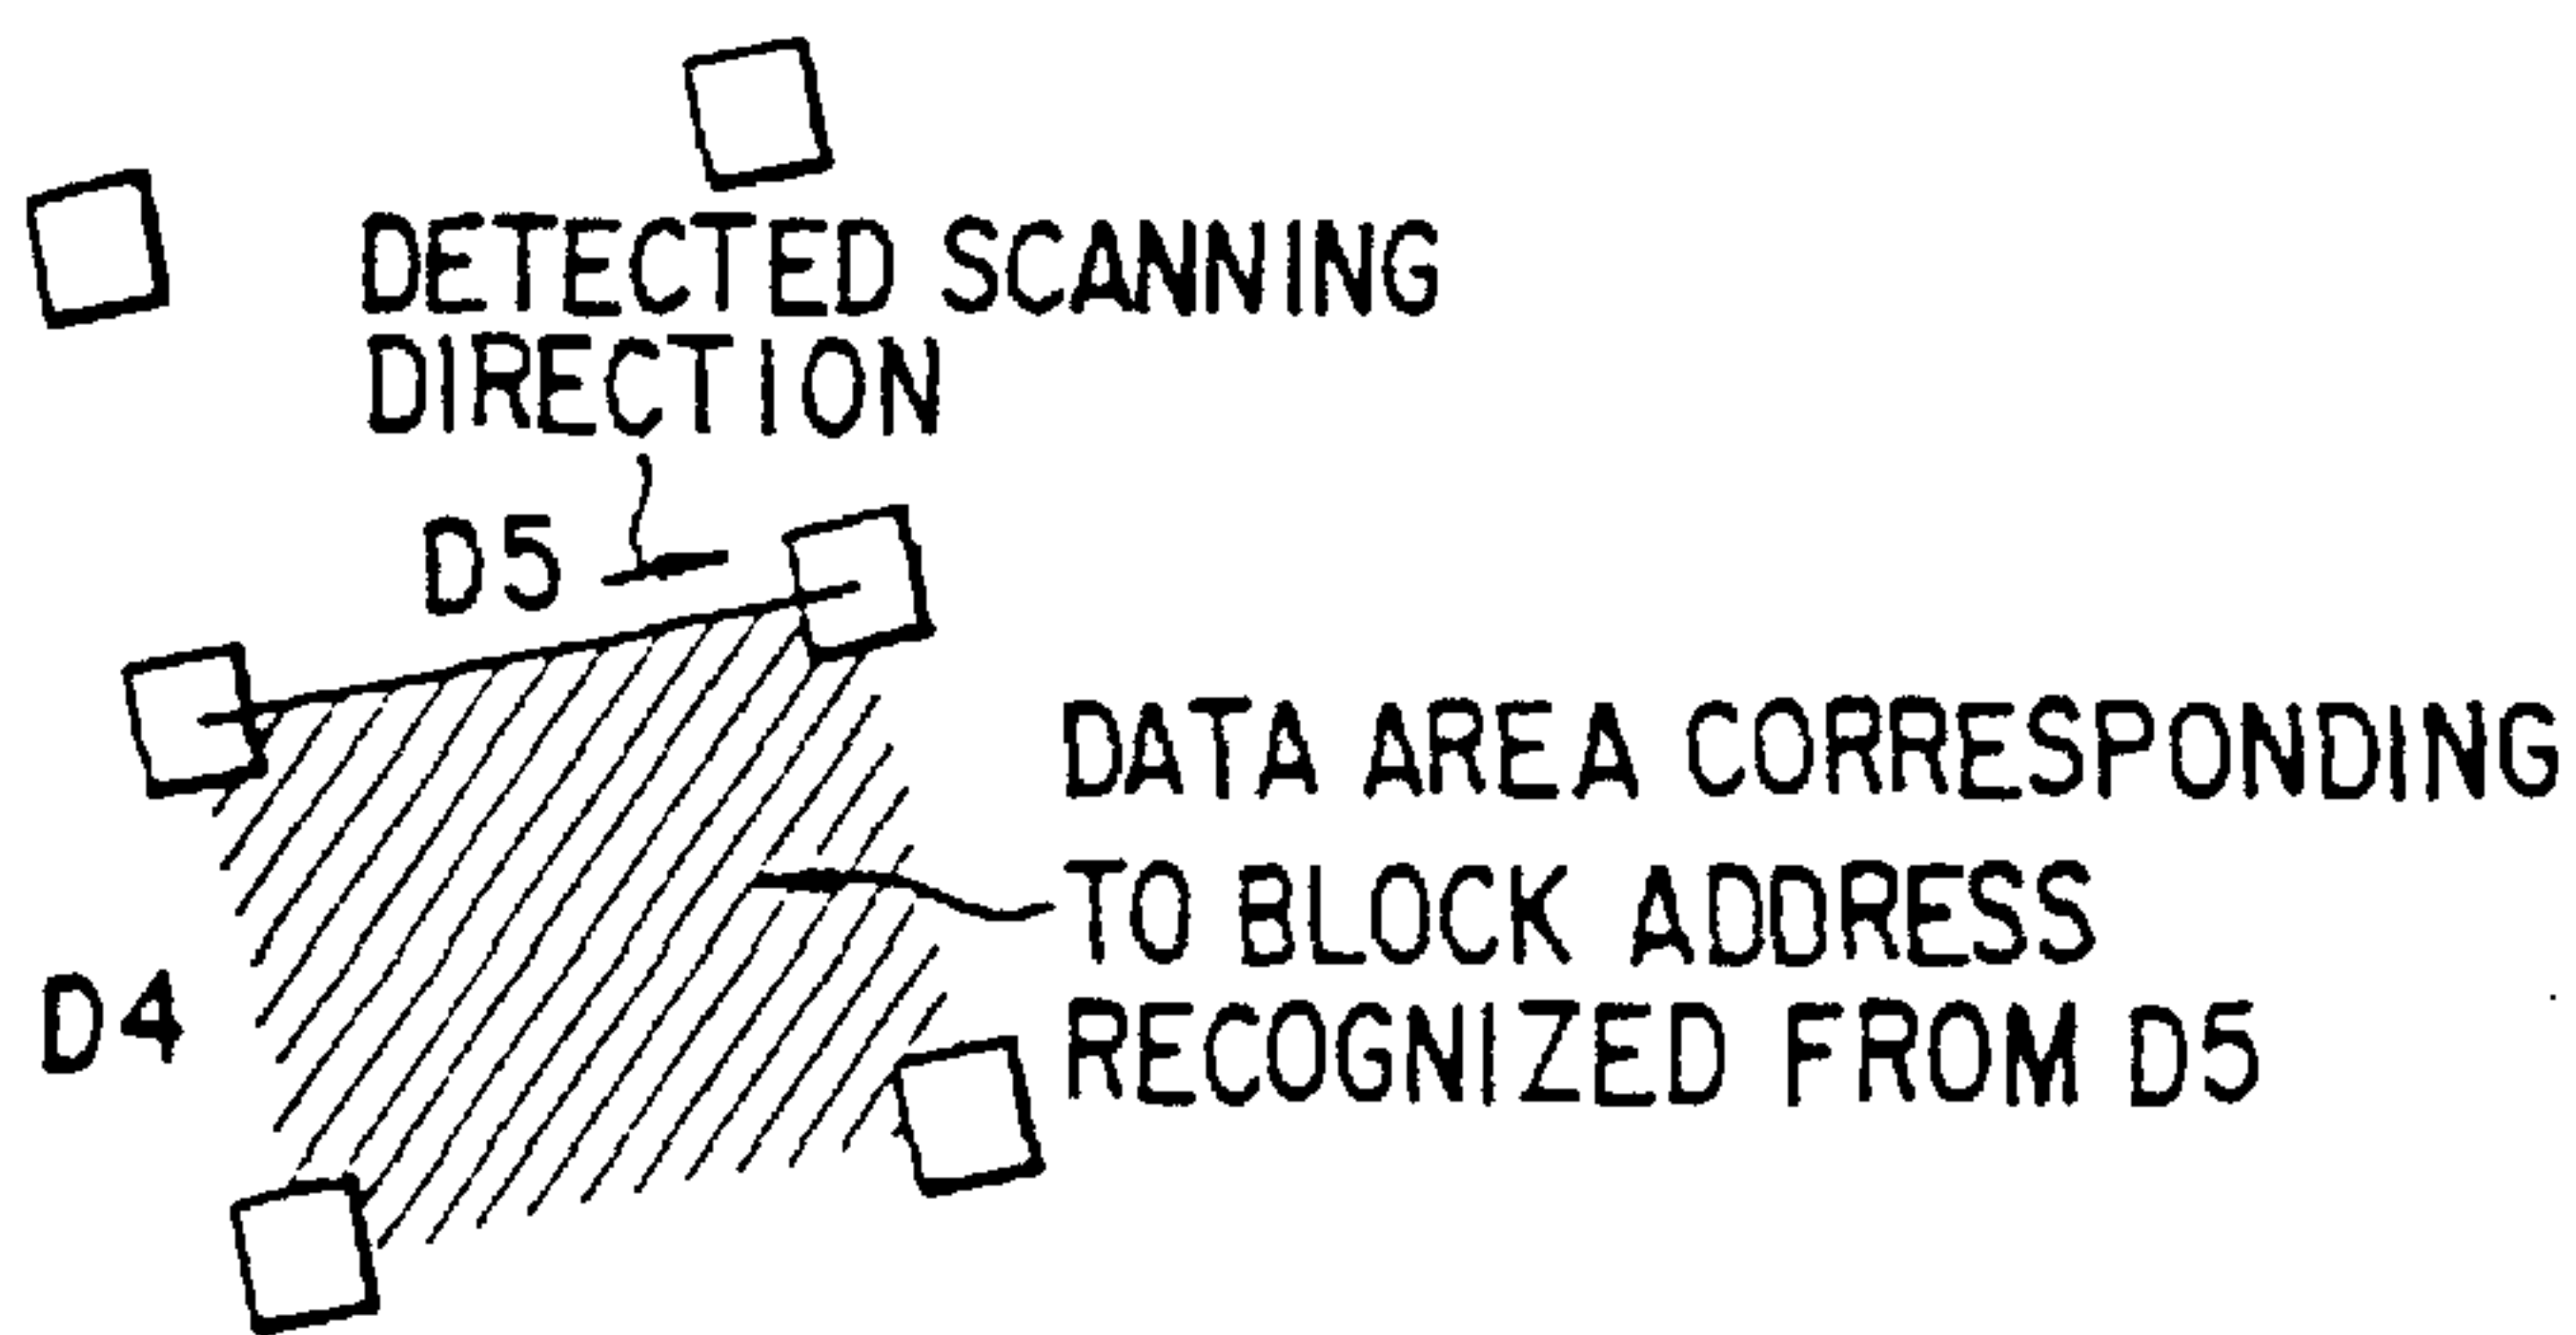 DETECTED SCANNING
DIRECTION
D5
DATA AREA CORRESPONDING
TO BLOCK ADDRESS
D4
RECOGNIZED FROM D5